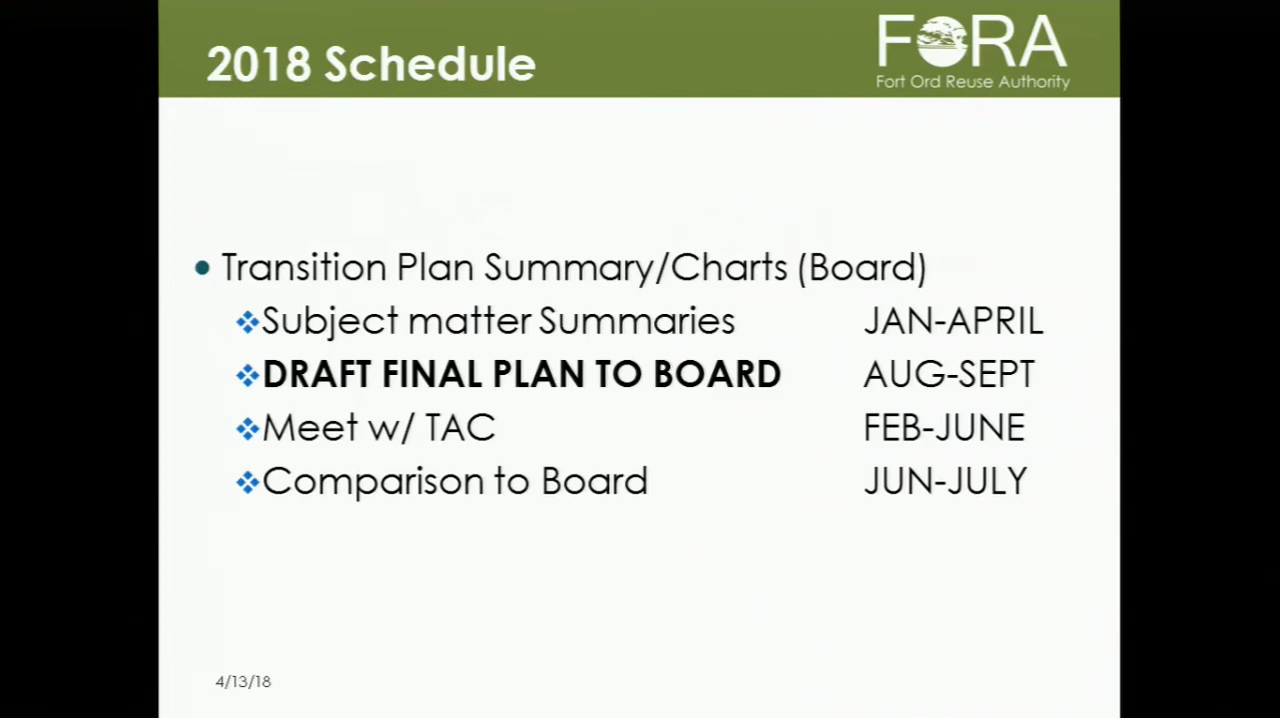 2018 Schedule
FORA
Fort Ord Reuse Authority
Transition Plan Summary/Charts (Board)
Subject matter Summaries JAN-APRIL
DRAFT FINAL PLAN TO BOARD AUG-SEPT
Meet w/ TAC FEB-JUNE
Comparison to Board JUN-JULY
4/13/18